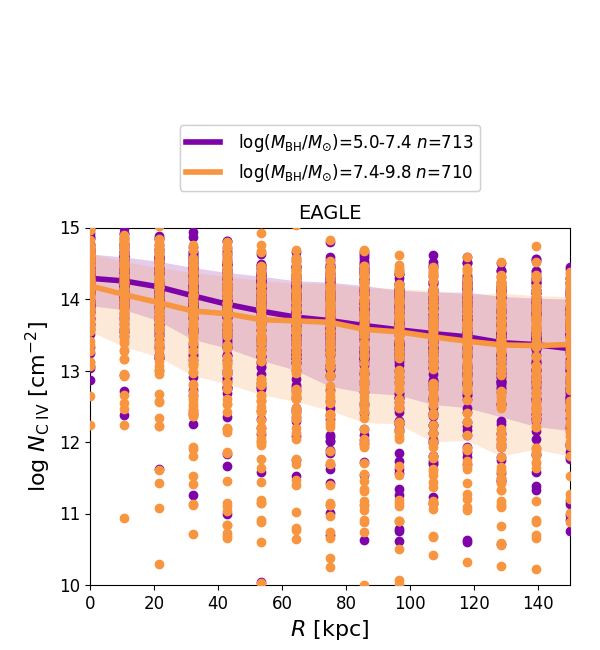 log(M_BH/M_⊙)=5.0-7.4 n=713
log(M_BH/M_⊙)=7.4-9.8 n=710
EAGLE
15
14
13
12
11
10
log N_C IV [cm⁻²]
0 20 40 60 80 100 120 140
R [kpc]